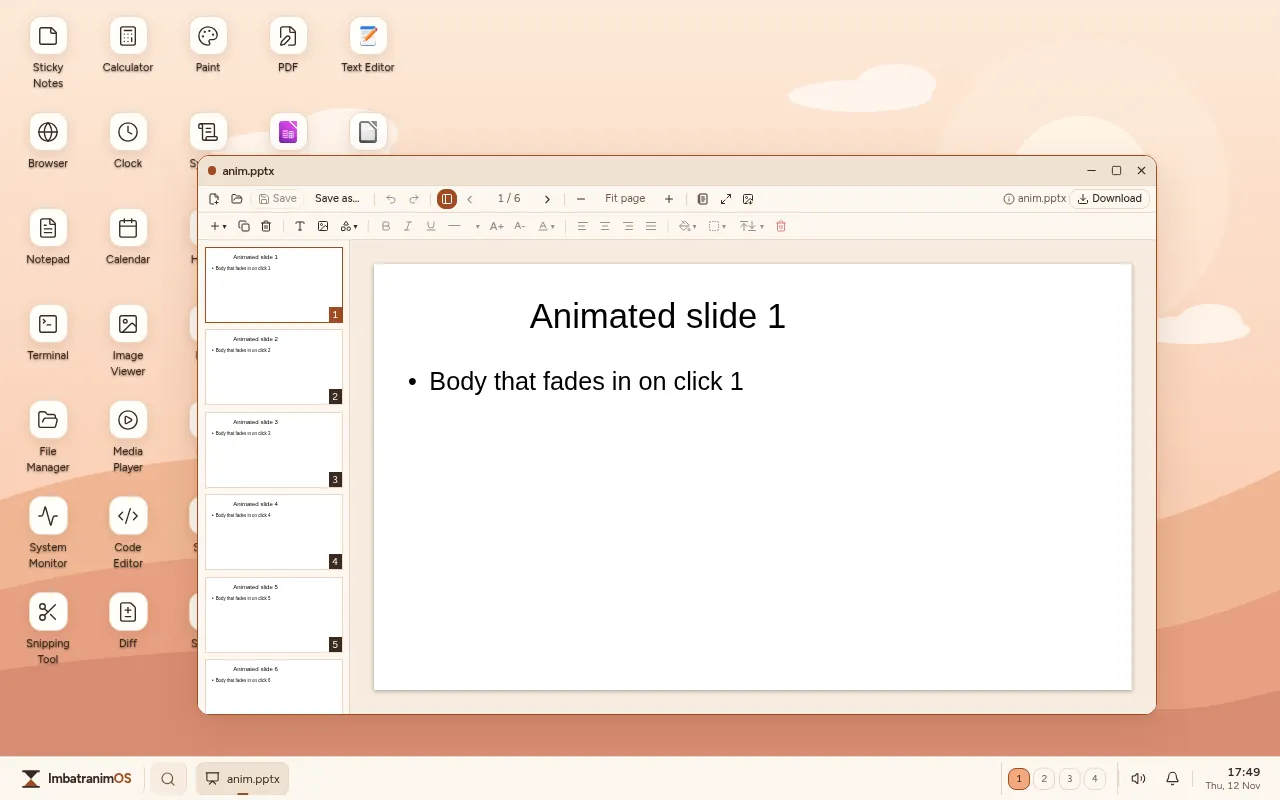 Sticky Notes
Calculator
Paint
PDF
Text Editor
Browser
Clock
Notepad
Calendar
Terminal
Image Viewer
File Manager
Media Player
System Monitor
Code Editor
Snipping Tool
Diff
anim.pptx
Save
Save as...
1 / 6
Fit page
anim.pptx
Download
B
I
U
A+
A-
A
Animated slide 1
• Body that fades in on click 1
1
Animated slide 2
• Body that fades in on click 2
2
Animated slide 3
• Body that fades in on click 3
3
Animated slide 4
• Body that fades in on click 4
4
Animated slide 5
• Body that fades in on click 5
5
Animated slide 6
• Body that fades in on click 6
Animated slide 1
• Body that fades in on click 1
ImbatranimOS
anim.pptx
1
2
3
4
17:49
Thu, 12 Nov